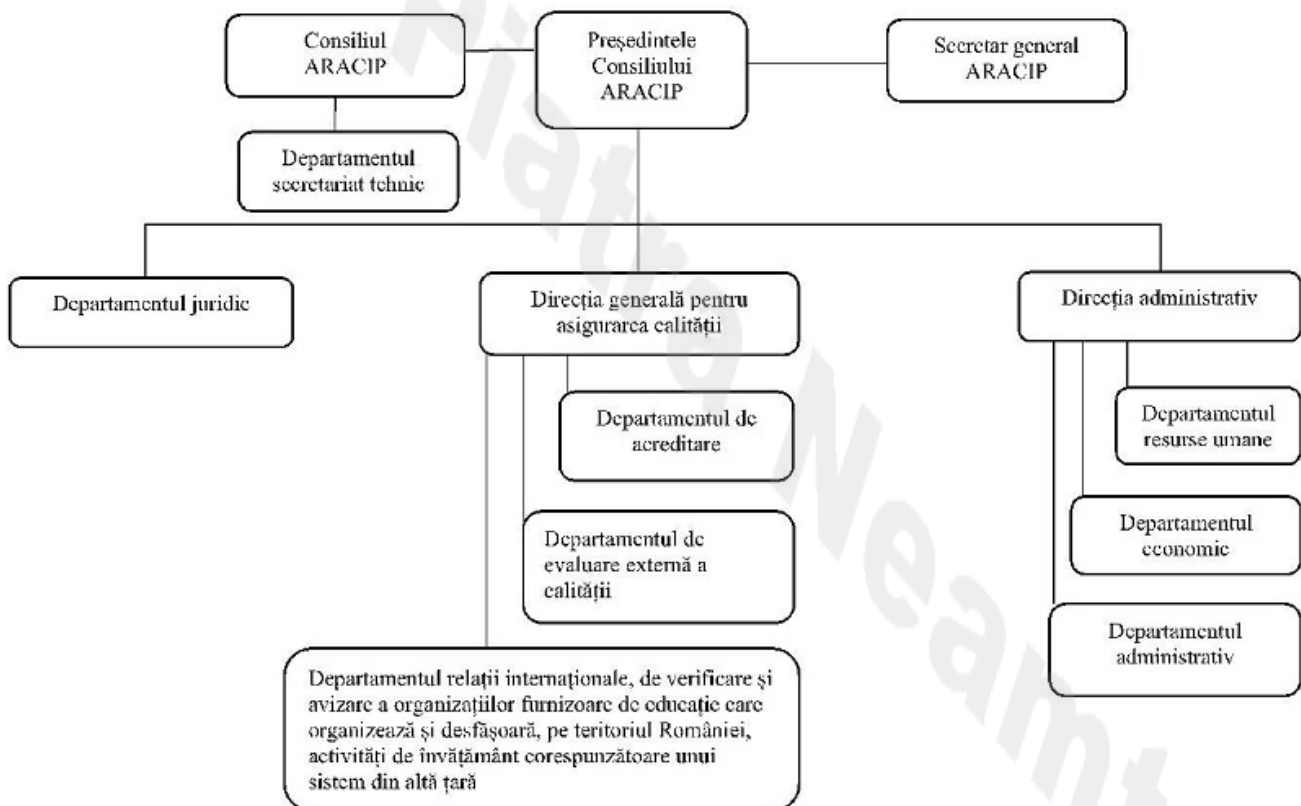 Consiliul
ARACIP
Președintele
Consiliului
ARACIP
Secretar general
ARACIP
Departamentul
secretariat tehnic
Departamentul juridic
Direcția generală pentru
asigurarea calității
Direcția administrativ
Departamentul de
acreditare
Departamentul
resurse umane
Departamentul de
evaluare externă a
calității
Departamentul
economic
Departamentul
administrativ
Departamentul relații internaționale, de verificare și
avizare a organizațiilor furnizoare de educație care
organizează și desfășoară, pe teritoriul României,
activități de învățământ corespunzătoare unui
sistem din altă țară
Piatra Neamt